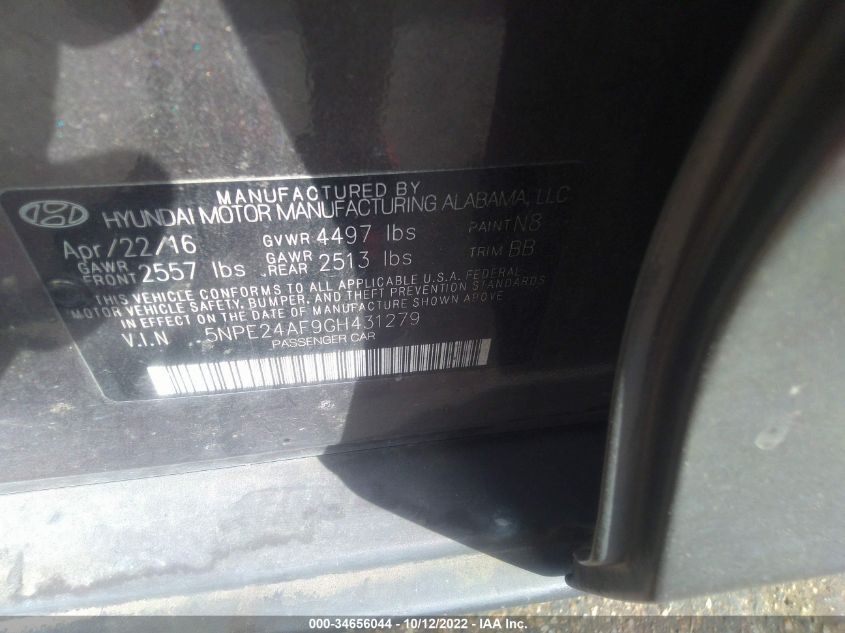 MANUFACTURED BY
HYUNDAI MOTOR MANUFACTURING ALABAMA, LLC
Apr/22/16 GVWR 4497 lbs PAINT N8
GAWR FRONT 2557 lbs GAWR REAR 2513 lbs TRIM BB
THIS VEHICLE CONFORMS TO ALL APPLICABLE U.S.A. FEDERAL
MOTOR VEHICLE SAFETY, BUMPER, AND THEFT PREVENTION STANDARDS
IN EFFECT ON THE DATE OF MANUFACTURE SHOWN ABOVE
V.I.N 5NPE24AF9GH431279
PASSENGER CAR
000-34656044 - 10/12/2022 - IAA Inc.